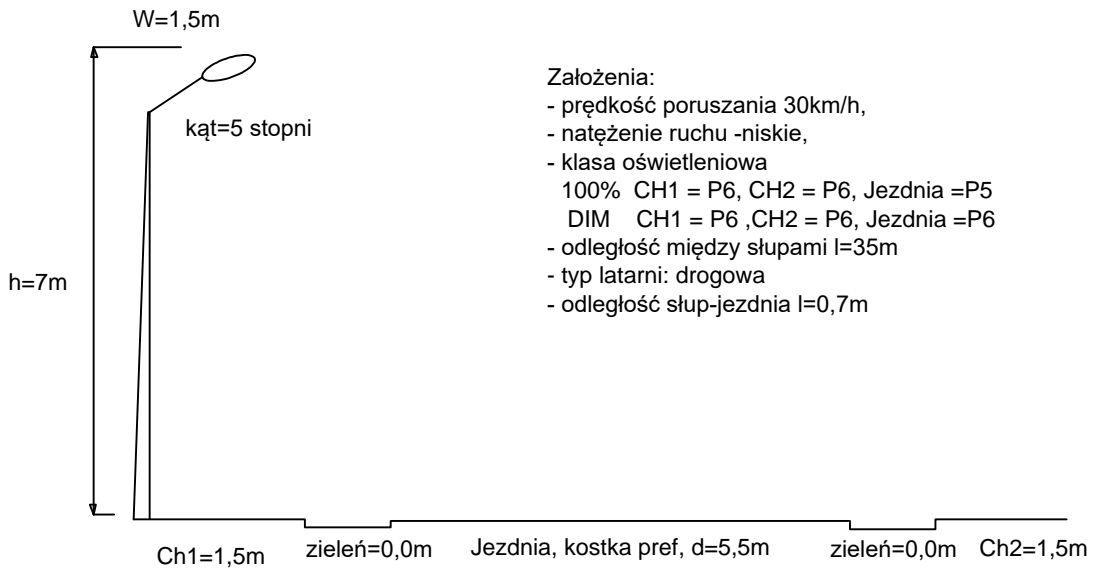 W=1,5m
kąt=5 stopni
h=7m
Założenia:
- prędkość poruszania 30km/h,
- natężenie ruchu -niskie,
- klasa oświetleniowa
100% CH1 = P6, CH2 = P6, Jezdnia =P5
DIM CH1 = P6 ,CH2 = P6, Jezdnia =P6
- odległość między słupami l=35m
- typ latarni: drogowa
- odległość słup-jezdnia l=0,7m
Ch1=1,5m
zieleń=0,0m
Jezdnia, kostka pref, d=5,5m
zieleń=0,0m
Ch2=1,5m